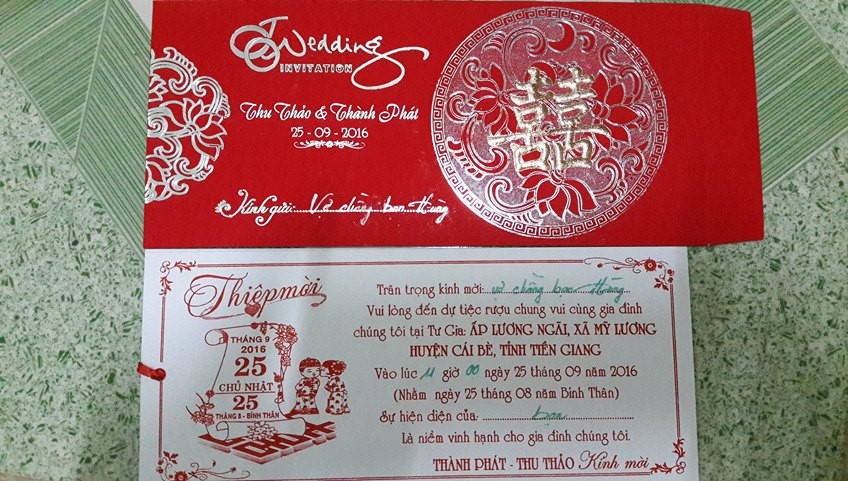 Wedding
INVITATION
Thu Thảo & Thành Phát
25 - 09 - 2016
囍
Kính gửi: Vợ chồng bạn Hùng
Thiệp mời
THÁNG 9
2016
25
CHỦ NHẬT
25
THÁNG 8 - BÍNH THÂN
Trân trọng kính mời: vợ chồng bạn Hùng
Vui lòng đến dự tiệc rượu chung vui cùng gia đình
chúng tôi tại Tư Gia: ẤP LƯƠNG NGÃI, XÃ MỸ LƯƠNG
HUYỆN CÁI BÈ, TỈNH TIỀN GIANG
Vào lúc 11 giờ 00 ngày 25 tháng 09 năm 2016
(Nhằm ngày 25 tháng 08 năm Bính Thân)
Sự hiện diện của: bạn
Là niềm vinh hạnh cho gia đình chúng tôi.
THÀNH PHÁT - THU THẢO Kính mời